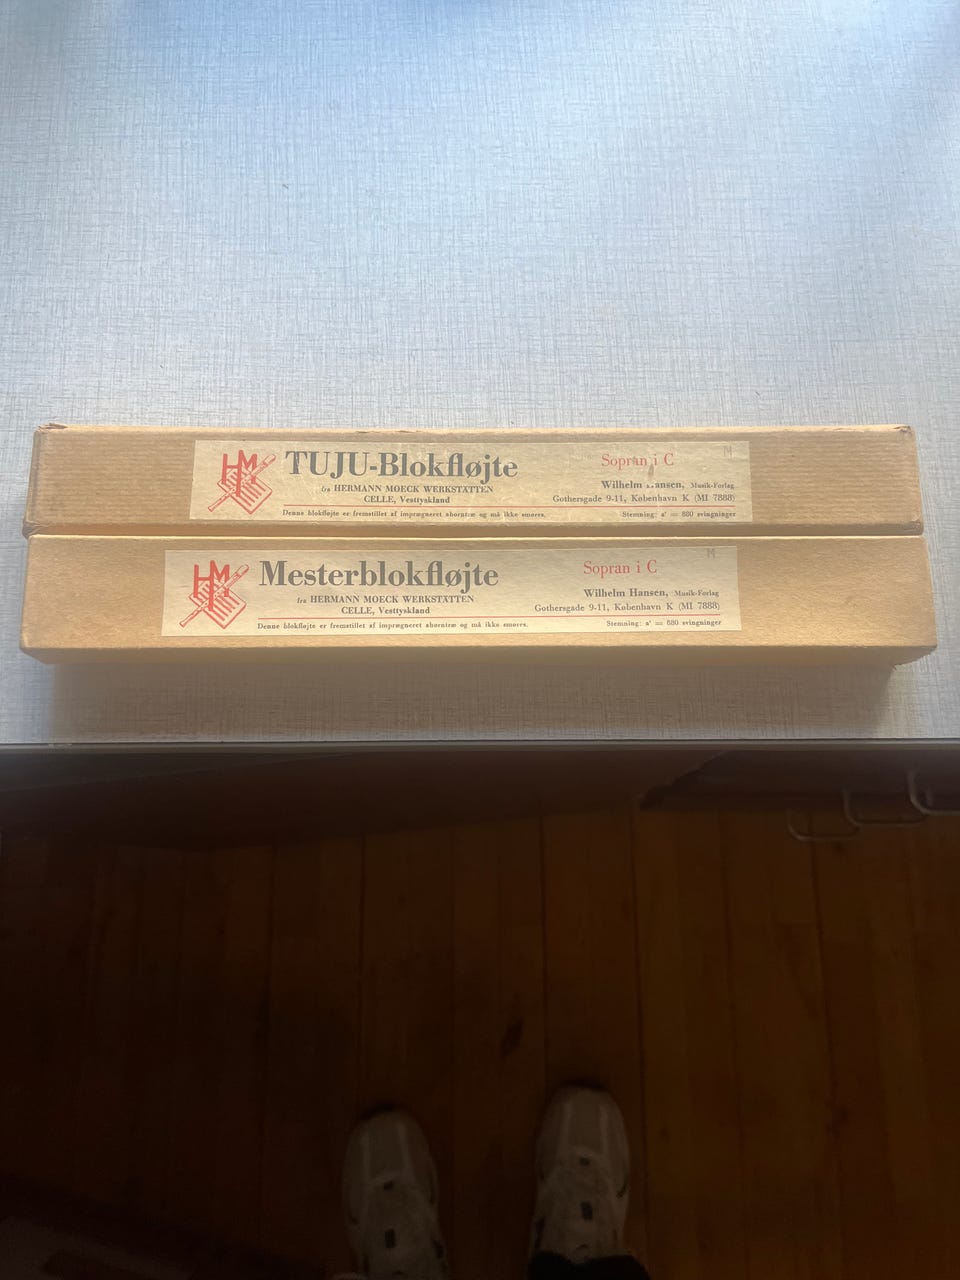 HM
TUJU-Blokfløjte
fra HERMANN MOECK WERKSTÄTTEN
CELLE, Vesttyskland
Denne blokfløjte er fremstillet af imprægneret ahorntræ og må ikke smøres.
M
Sopran i C
Wilhelm Hansen, Musik-Forlag
Gothersgade 9-11, København K (MI 7888)
Stemning: a' = 880 svingninger
HM
Mesterblokfløjte
fra HERMANN MOECK WERKSTÄTTEN
CELLE, Vesttyskland
Denne blokfløjte er fremstillet af imprægneret ahorntræ og må ikke smøres.
M
Sopran i C
Wilhelm Hansen, Musik-Forlag
Gothersgade 9-11, København K (MI 7888)
Stemning: a' = 880 svingninger